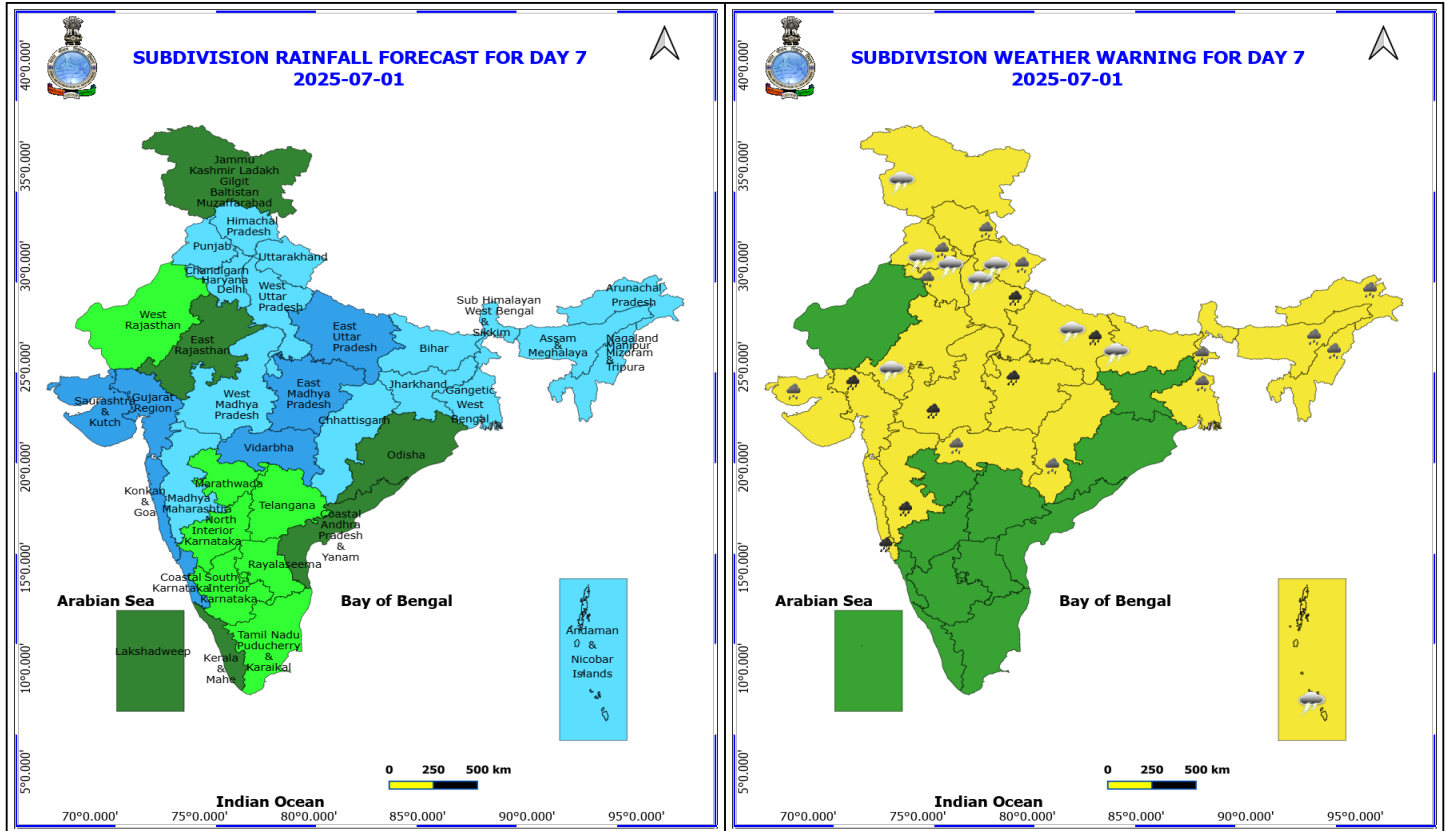 SUBDIVISION RAINFALL FORECAST FOR DAY 7
2025-07-01
40°0.000'
35°0.000'
30°0.000'
25°0.000'
20°0.000'
15°0.000'
10°0.000'
5°0.000'
Jammu
Kashmir Ladakh
Gilgit
Baltistan
Muzaffarabad
Himachal
Pradesh
Punjab
Uttarakhand
Chandigarh
Haryana
Delhi
West
Uttar
Pradesh
West
Rajasthan
East
Rajasthan
East
Uttar
Pradesh
Bihar
Sub Himalayan
West Bengal
&
Sikkim
Arunachal
Pradesh
Assam
&
Meghalaya
Nagaland
Manipur
Mizoram
&
Tripura
Saurashtra
&
Kutch
Gujarat
Region
West
Madhya
Pradesh
East
Madhya
Pradesh
Jharkhand
Gangetic
West
Bengal
Chhattisgarh
Vidarbha
Odisha
Konkan
&
Goa
Madhya
Maharashtra
Marathwada
Telangana
North
Interior
Karnataka
Coastal
Andhra
Pradesh
&
Yanam
Rayalaseema
Coastal
Karnataka
South
Interior
Karnataka
Arabian Sea
Bay of Bengal
Lakshadweep
Kerala
&
Mahe
Tamil Nadu
Puducherry
&
Karaikal
Andaman
&
Nicobar
Islands
0 250 500 km
Indian Ocean
70°0.000' 75°0.000' 80°0.000' 85°0.000' 90°0.000' 95°0.000'
SUBDIVISION WEATHER WARNING FOR DAY 7
2025-07-01
40°0.000'
35°0.000'
30°0.000'
25°0.000'
20°0.000'
15°0.000'
10°0.000'
5°0.000'
Arabian Sea
Bay of Bengal
0 250 500 km
Indian Ocean
70°0.000' 75°0.000' 80°0.000' 85°0.000' 90°0.000' 95°0.000'